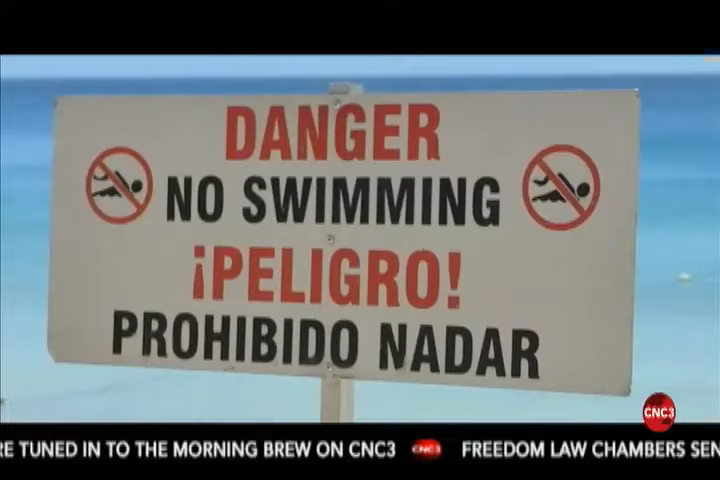 DANGER
NO SWIMMING
¡PELIGRO!
PROHIBIDO NADAR
CNC3
RE TUNED IN TO THE MORNING BREW ON CNC3 CNC3 FREEDOM LAW CHAMBERS SEN